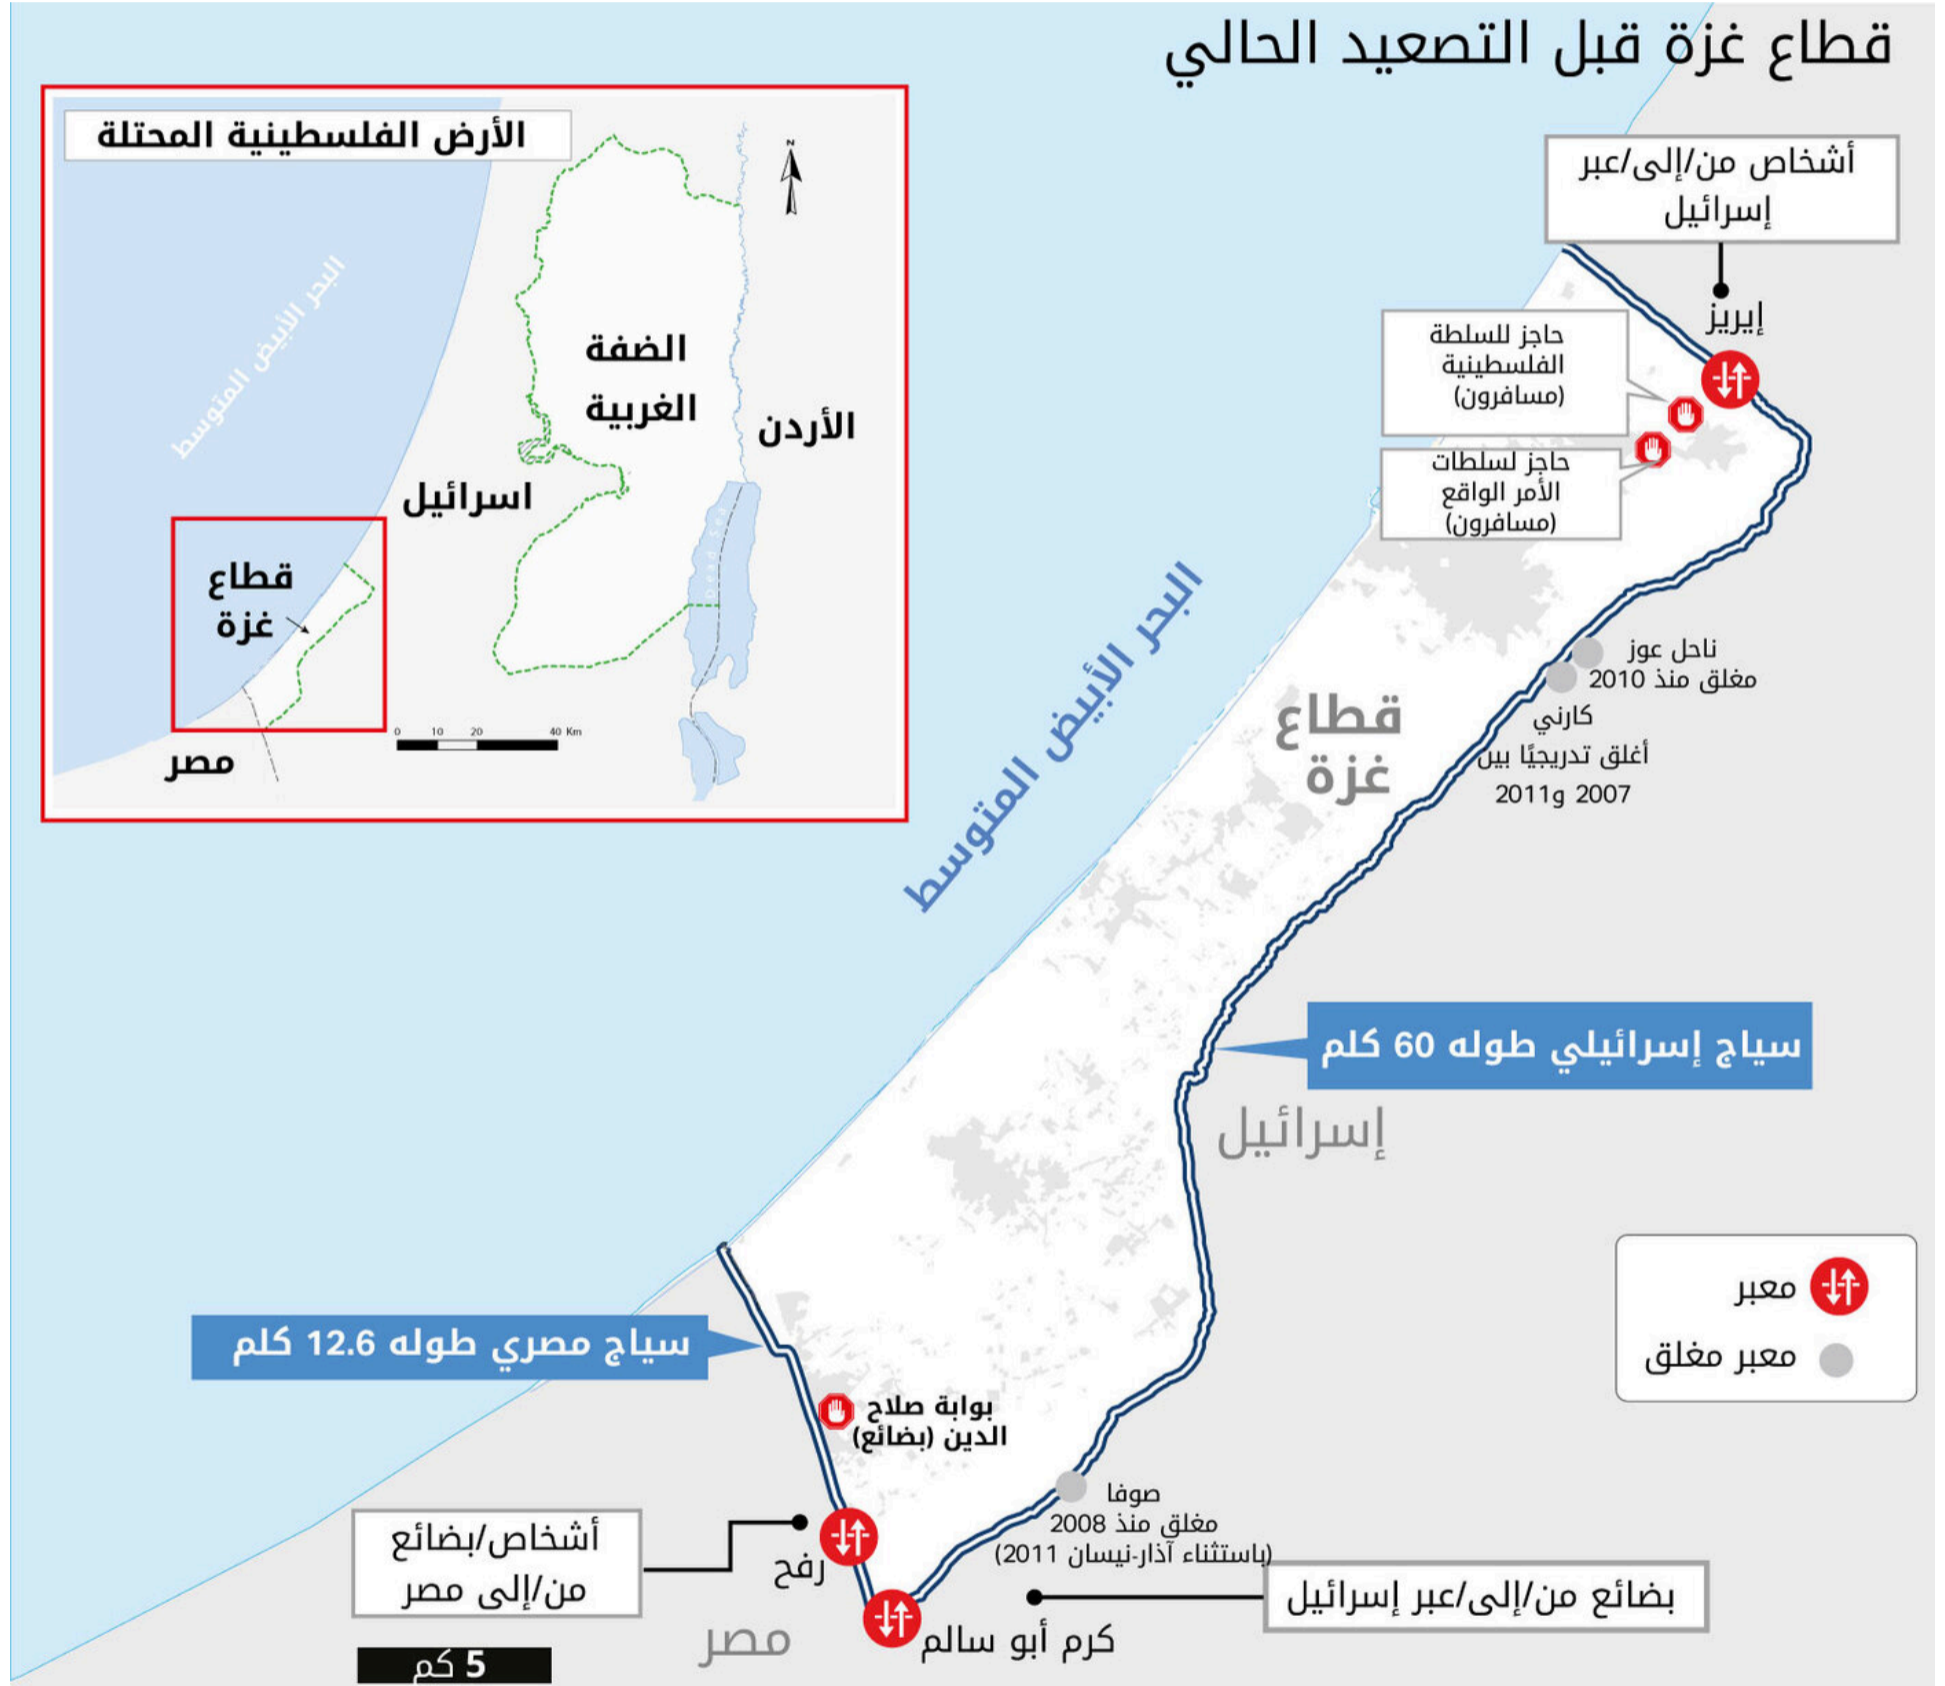 قطاع غزة قبل التصعيد الحالي
الأرض الفلسطينية المحتلة
N
البحر الأبيض المتوسط
الضفة
الغربية
الأردن
اسرائيل
Dead Sea
قطاع
غزة
مصر
0 10 20 40 Km
أشخاص من/إلى/عبر
إسرائيل
إيريز
حاجز للسلطة
الفلسطينية
(مسافرون)
حاجز لسلطات
الأمر الواقع
(مسافرون)
البحر الأبيض المتوسط
ناحل عوز
مغلق منذ 2010
كارني
أغلق تدريجيًا بين
2007 و2011
قطاع
غزة
سياج إسرائيلي طوله 60 كلم
إسرائيل
معبر
معبر مغلق
سياج مصري طوله 12.6 كلم
بوابة صلاح
الدين (بضائع)
صوفا
مغلق منذ 2008
(باستثناء آذار-نيسان 2011)
أشخاص/بضائع
من/إلى مصر
رفح
بضائع من/إلى/عبر إسرائيل
كرم أبو سالم
مصر
5 كم